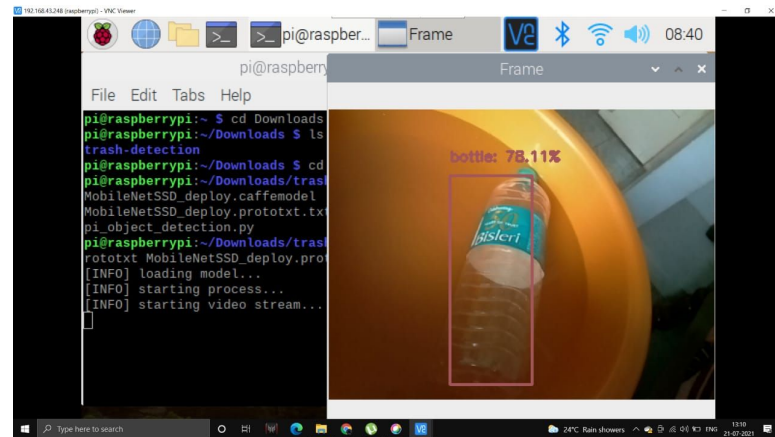 192.168.43.248 (raspberrypi) - VNC Viewer
pi@raspber...
Frame
08:40
pi@raspberry
Frame
File Edit Tabs Help
pi@raspberrypi:~ $ cd Downloads
pi@raspberrypi:~/Downloads $ ls
trash-detection
pi@raspberrypi:~/Downloads $ cd
pi@raspberrypi:~/Downloads/trash
MobileNetSSD_deploy.caffemodel
MobileNetSSD_deploy.prototxt.txt
pi_object_detection.py
pi@raspberrypi:~/Downloads/trash
rototxt MobileNetSSD_deploy.prot
[INFO] loading model...
[INFO] starting process...
[INFO] starting video stream...
bottle: 78.11%
Bisleri
Type here to search
24°C Rain showers
ENG
13:10
21-07-2021